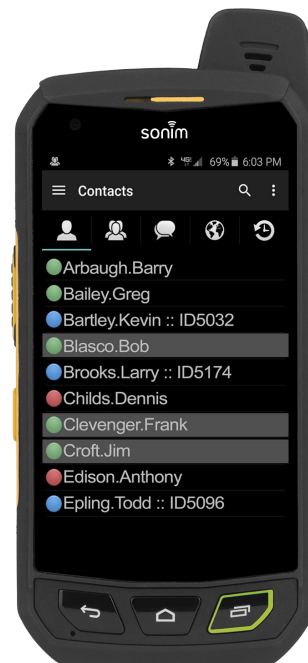 sonim
4G 69% 6:03 PM
Contacts
Arbaugh.Barry
Bailey.Greg
Bartley.Kevin :: ID5032
Blasco.Bob
Brooks.Larry :: ID5174
Childs.Dennis
Clevenger.Frank
Croft.Jim
Edison.Anthony
Epling.Todd :: ID5096